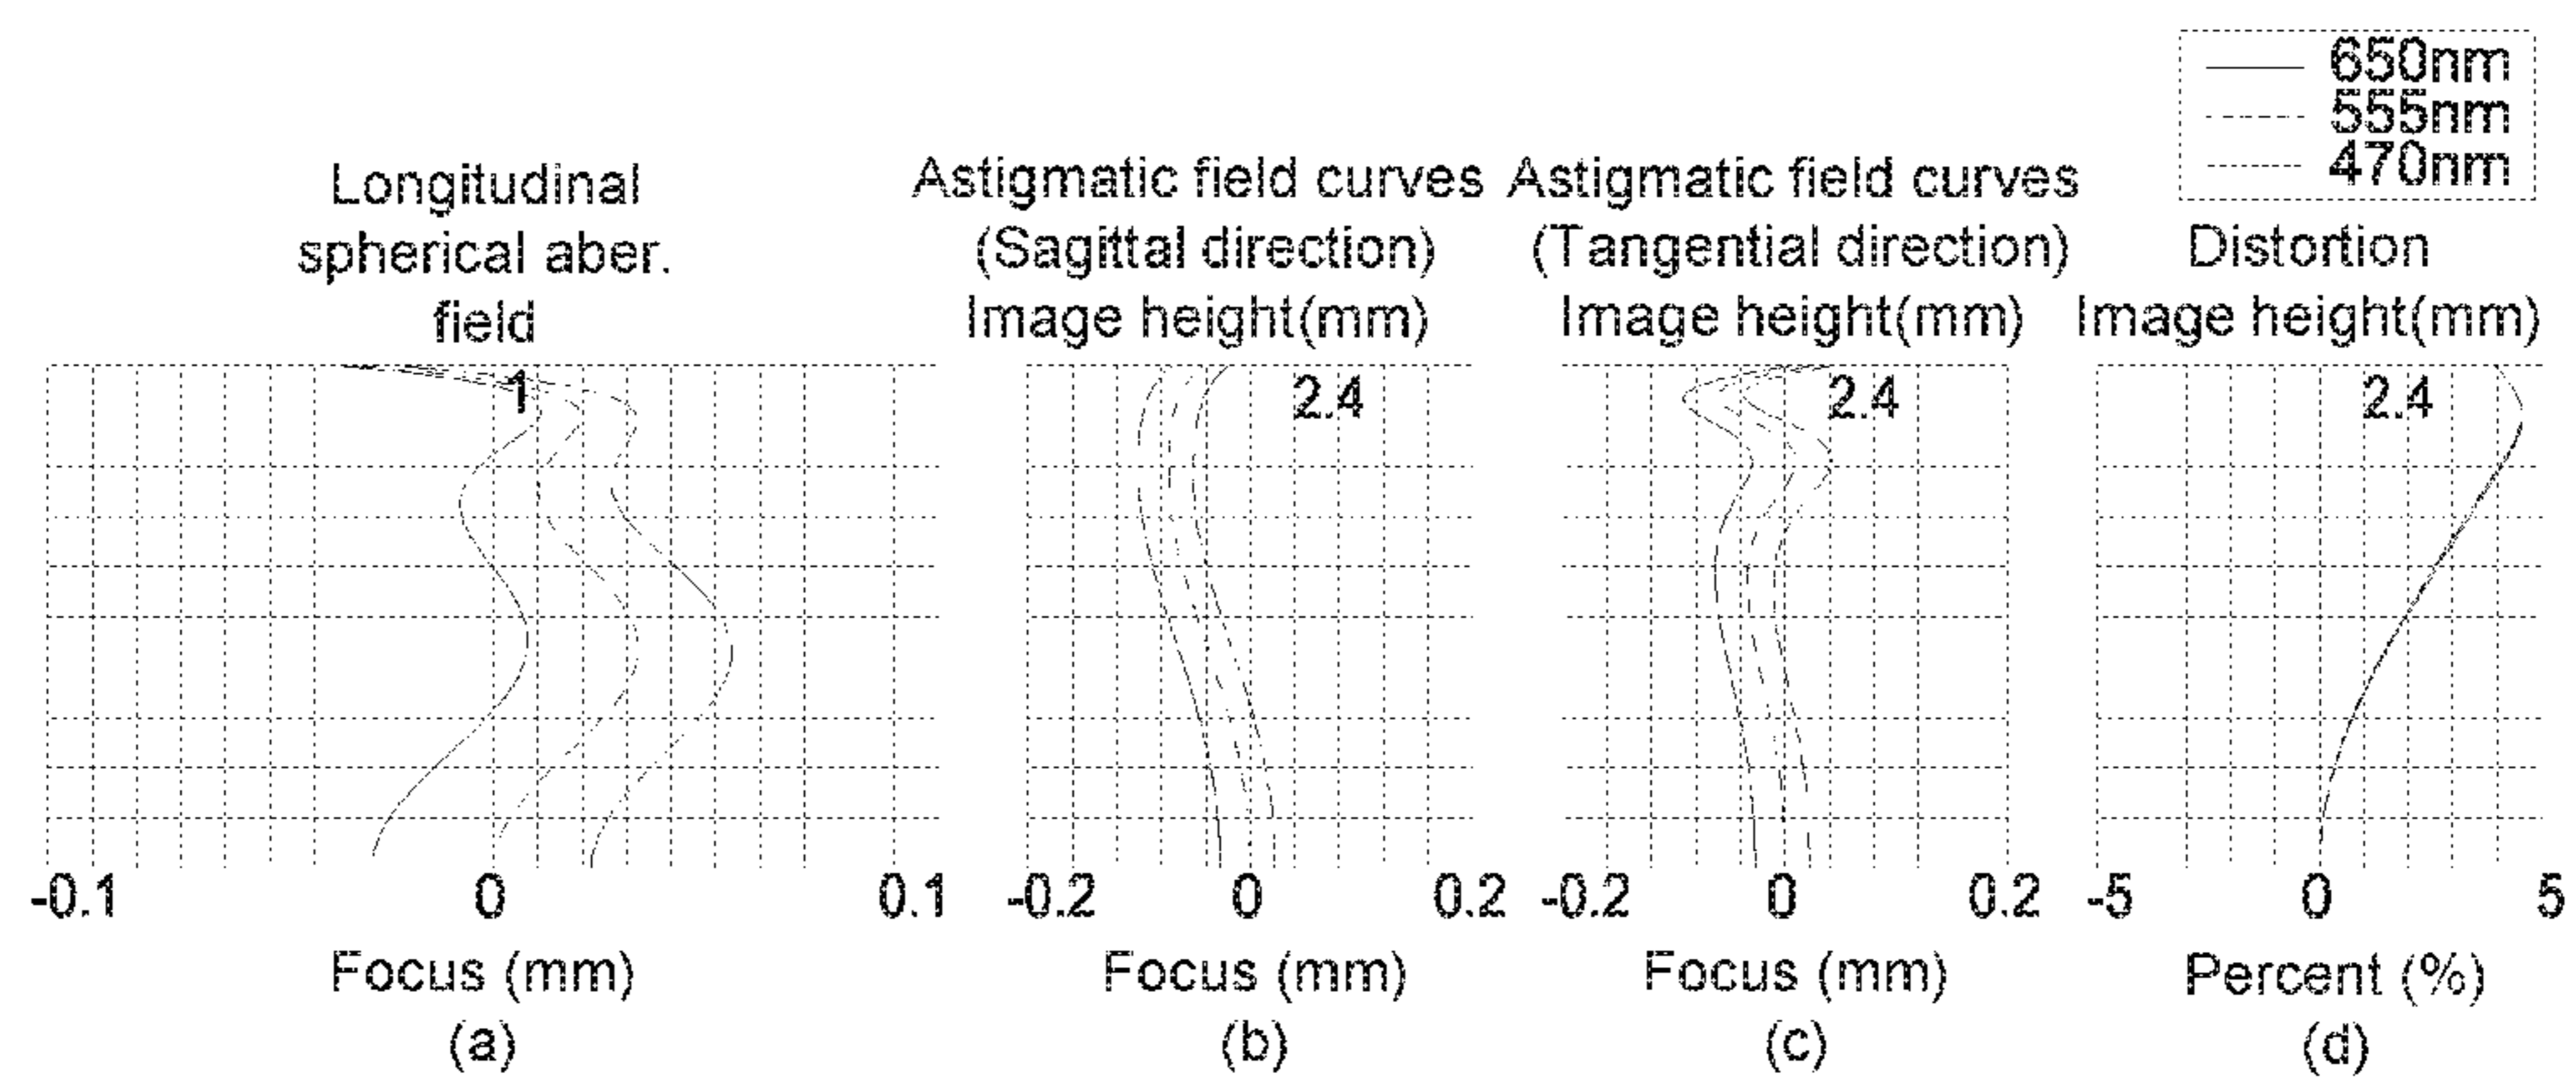 650nm
555nm
470nm
Longitudinal
spherical aber.
field
1
-0.1 0 0.1
Focus (mm)
(a)
Astigmatic field curves
(Sagittal direction)
Image height(mm)
2.4
-0.2 0 0.2
Focus (mm)
(b)
Astigmatic field curves
(Tangential direction)
Image height(mm)
2.4
-0.2 0 0.2
Focus (mm)
(c)
Distortion
Image height(mm)
2.4
-5 0 5
Percent (%)
(d)